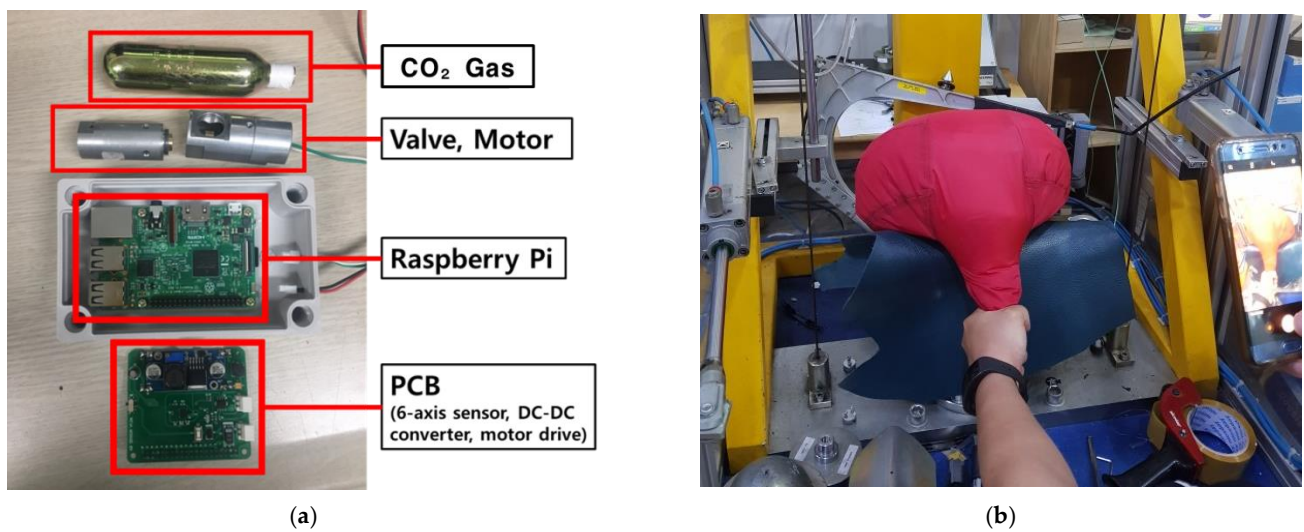 CO₂ Gas
Valve, Motor
Raspberry Pi
PCB
(6-axis sensor, DC-DC
converter, motor drive)
(a)
(b)